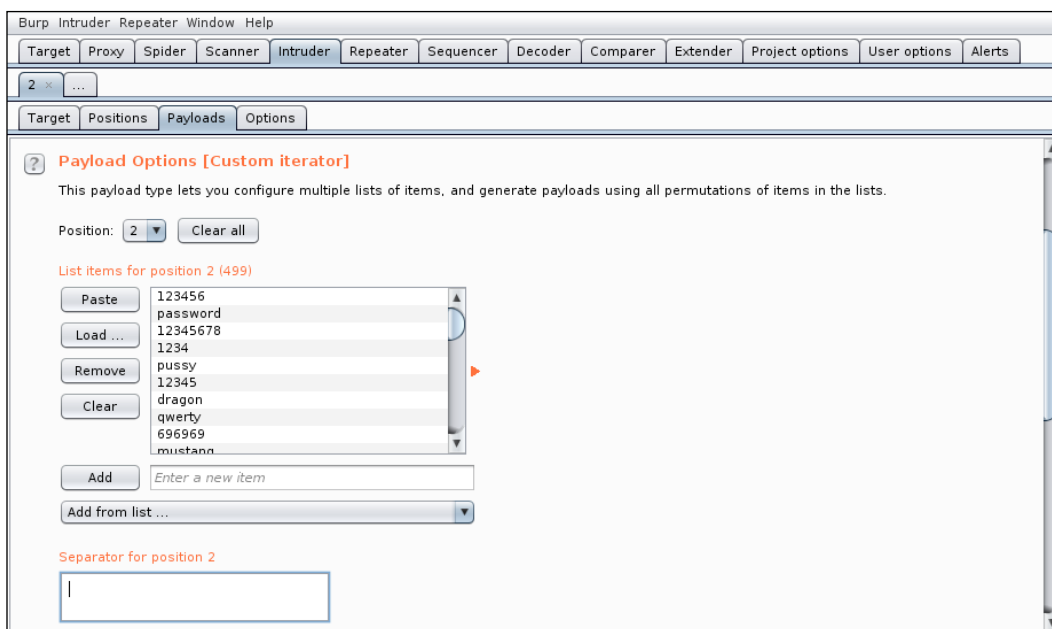 Burp Intruder Repeater Window Help
Target Proxy Spider Scanner Intruder Repeater Sequencer Decoder Comparer Extender Project options User options Alerts
2 × ...
Target Positions Payloads Options
? Payload Options [Custom iterator]
This payload type lets you configure multiple lists of items, and generate payloads using all permutations of items in the lists.
Position: 2 Clear all
List items for position 2 (499)
Paste
Load ...
Remove
Clear
123456
password
12345678
1234
pussy
12345
dragon
qwerty
696969
mustang
Add Enter a new item
Add from list ...
Separator for position 2